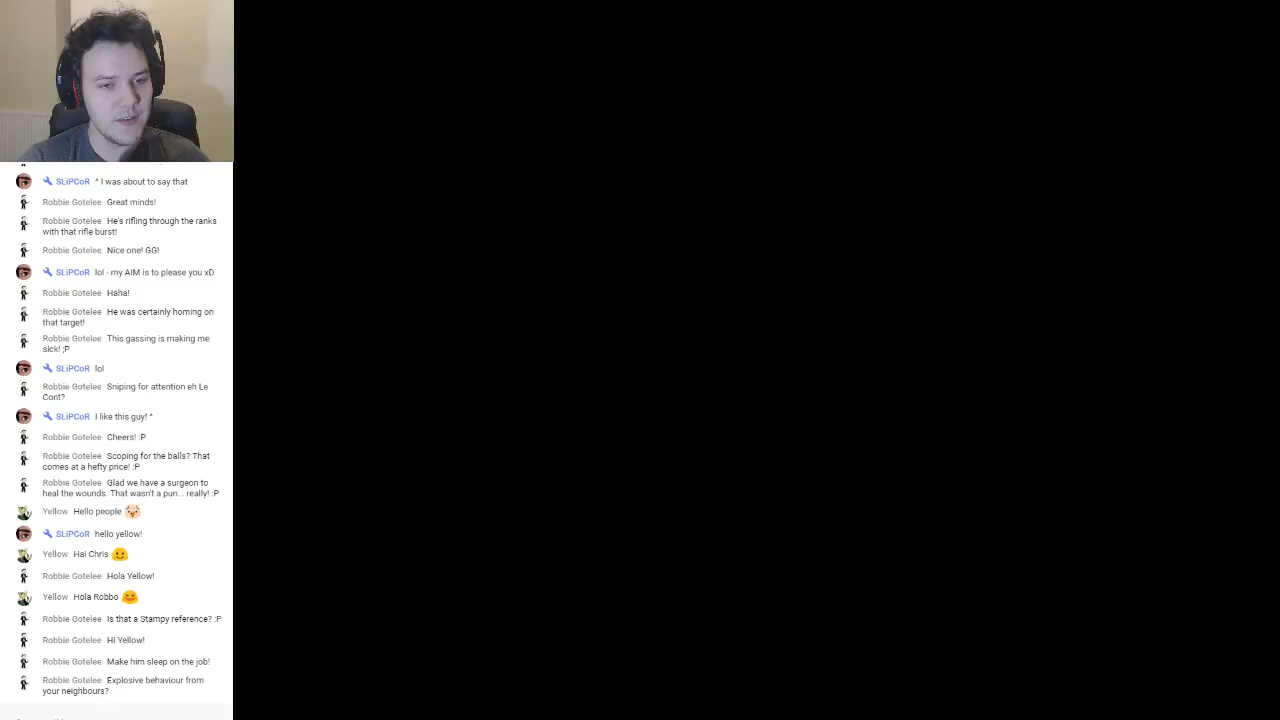 SLiPCoR ^ I was about to say that
Robbie Gotelee Great minds!
Robbie Gotelee He's rifling through the ranks
with that rifle burst!
Robbie Gotelee Nice one! GG!
SLiPCoR lol - my AIM is to please you xD
Robbie Gotelee Haha!
Robbie Gotelee He was certainly homing on
that target!
Robbie Gotelee This gassing is making me
sick! ;P
SLiPCoR lol
Robbie Gotelee Sniping for attention eh Le
Cont?
SLiPCoR I like this guy! ^
Robbie Gotelee Cheers! :P
Robbie Gotelee Scoping for the balls? That
comes at a hefty price! :P
Robbie Gotelee Glad we have a surgeon to
heal the wounds. That wasn't a pun... really! :P
Yellow Hello people
SLiPCoR hello yellow!
Yellow Hai Chris
Robbie Gotelee Hola Yellow!
Yellow Hola Robbo
Robbie Gotelee Is that a Stampy reference? :P
Robbie Gotelee Hi Yellow!
Robbie Gotelee Make him sleep on the job!
Robbie Gotelee Explosive behaviour from
your neighbours?